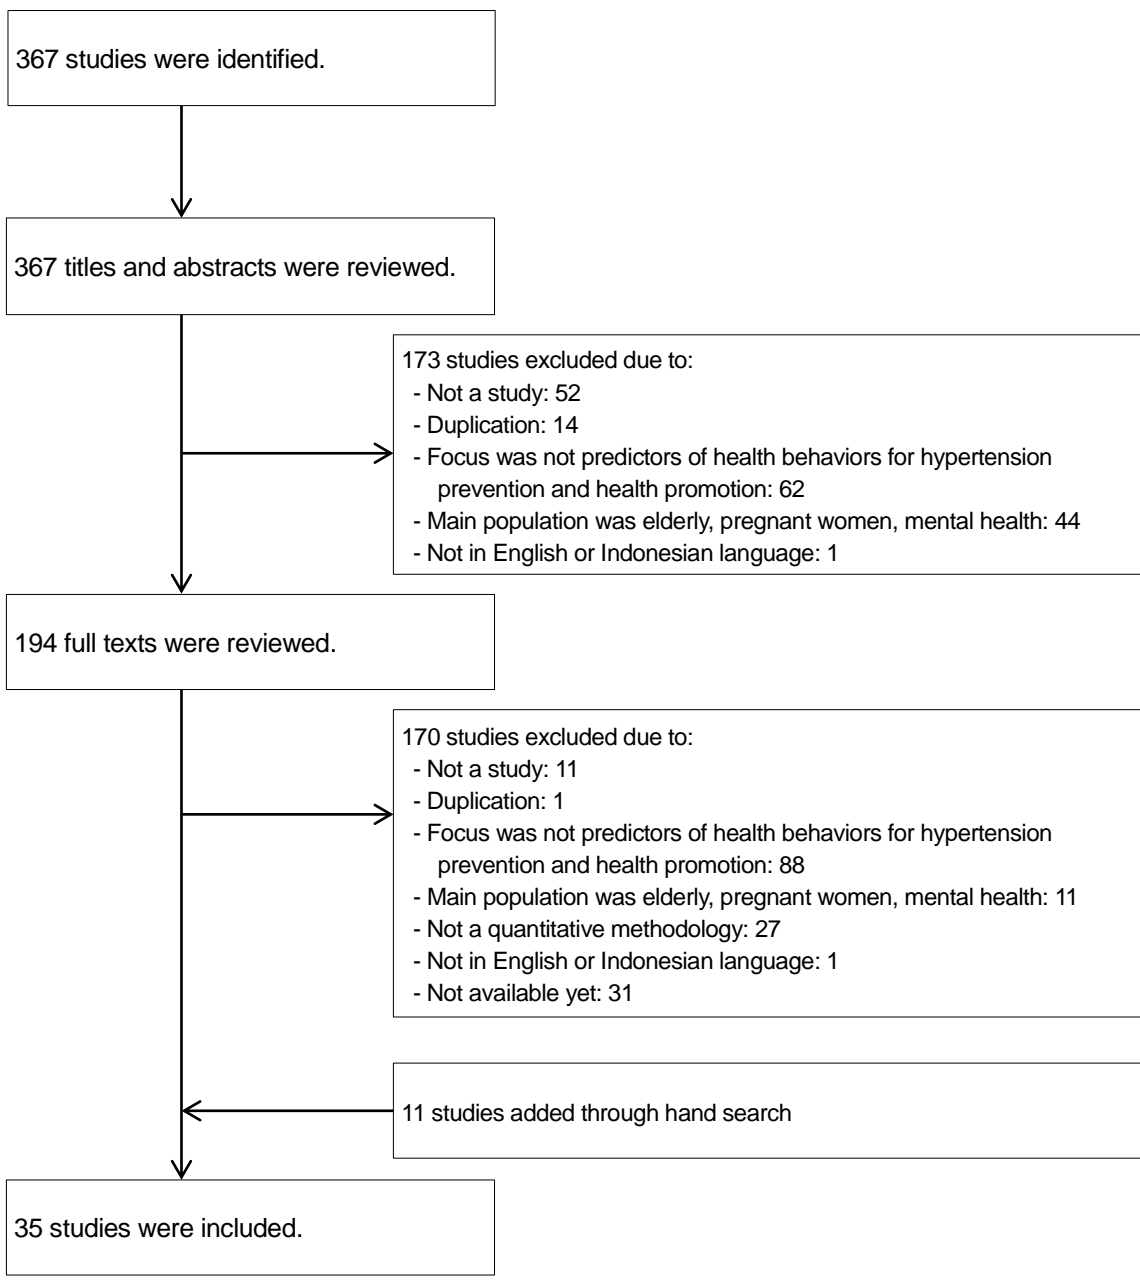 367 studies were identified.
367 titles and abstracts were reviewed.
173 studies excluded due to:
- Not a study: 52
- Duplication: 14
- Focus was not predictors of health behaviors for hypertension
prevention and health promotion: 62
- Main population was elderly, pregnant women, mental health: 44
- Not in English or Indonesian language: 1
194 full texts were reviewed.
170 studies excluded due to:
- Not a study: 11
- Duplication: 1
- Focus was not predictors of health behaviors for hypertension
prevention and health promotion: 88
- Main population was elderly, pregnant women, mental health: 11
- Not a quantitative methodology: 27
- Not in English or Indonesian language: 1
- Not available yet: 31
11 studies added through hand search
35 studies were included.